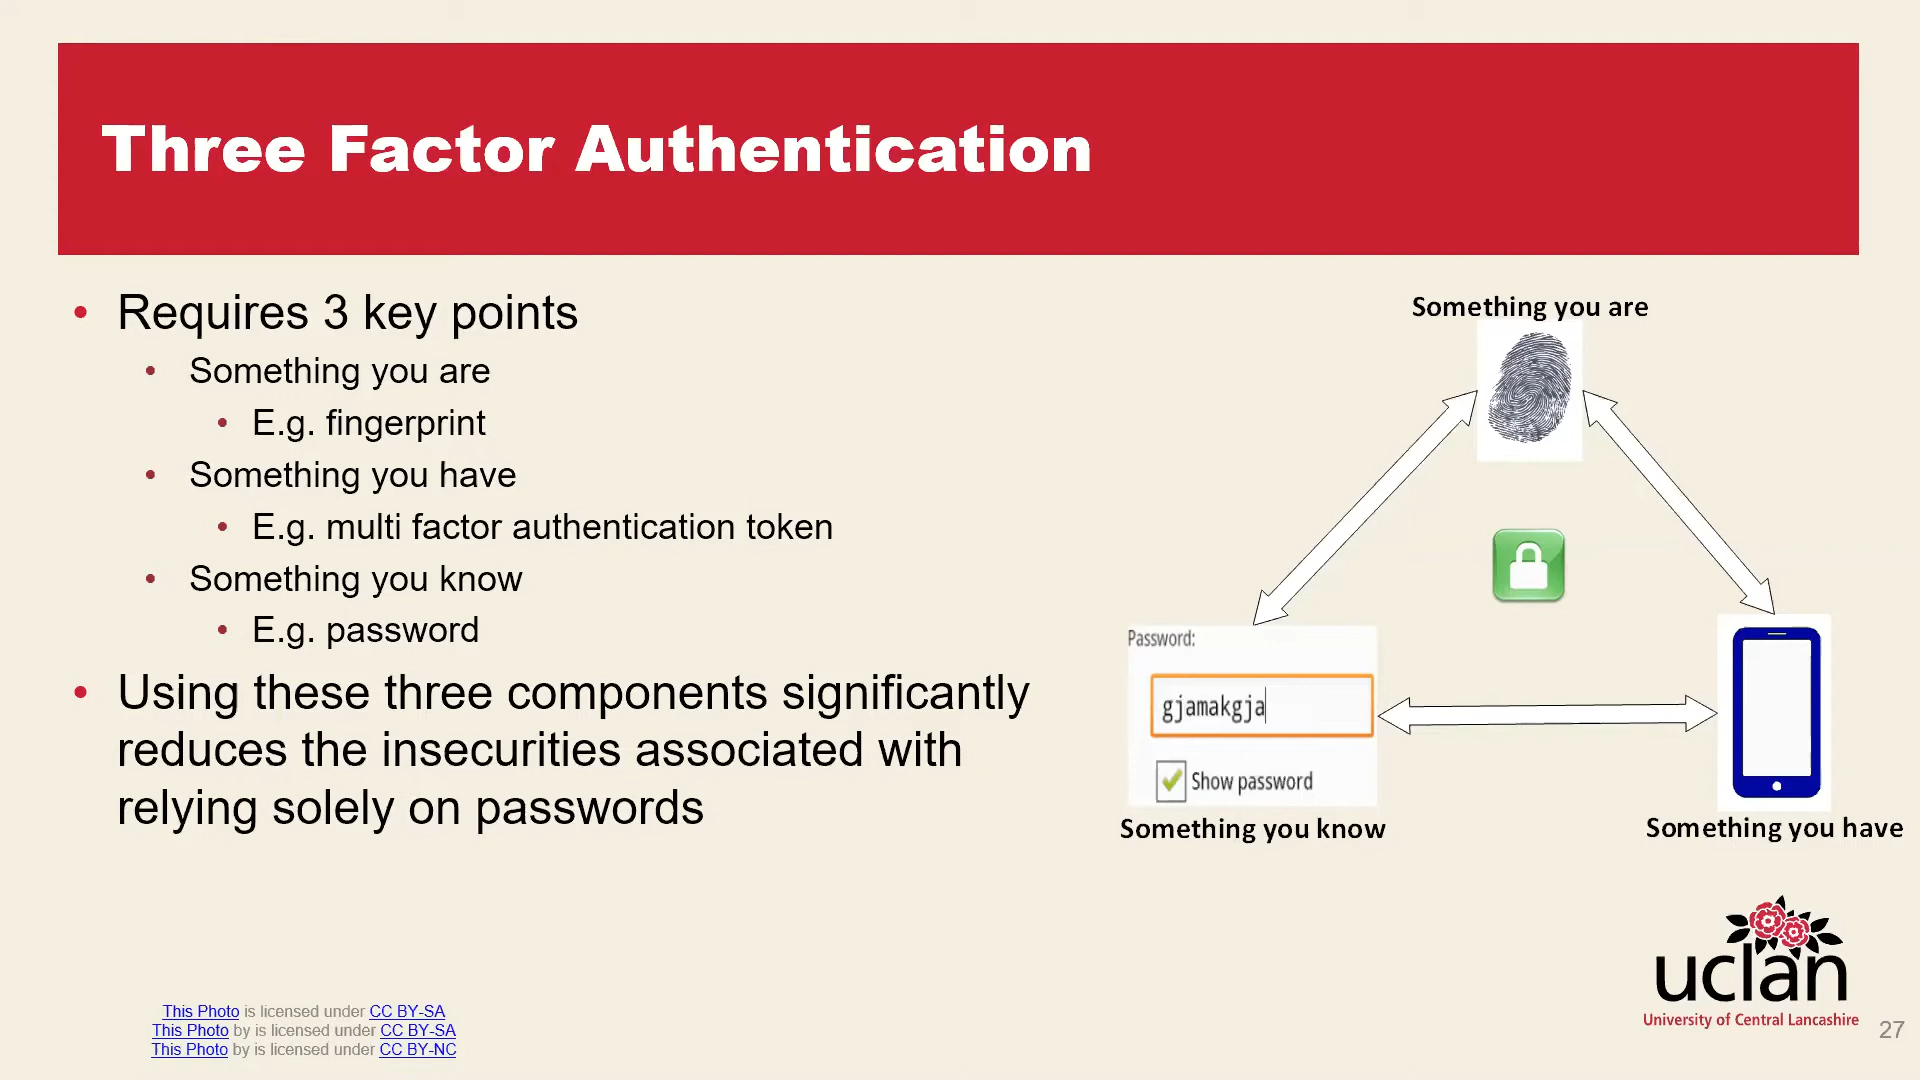 Three Factor Authentication
• Requires 3 key points
• Something you are
• E.g. fingerprint
• Something you have
• E.g. multi factor authentication token
• Something you know
• E.g. password
• Using these three components significantly
reduces the insecurities associated with
relying solely on passwords
Something you are
Password:
gjamakgja
Show password
Something you know
Something you have
This Photo is licensed under CC BY-SA
This Photo by is licensed under CC BY-SA
This Photo by is licensed under CC BY-NC
uclan
University of Central Lancashire
27